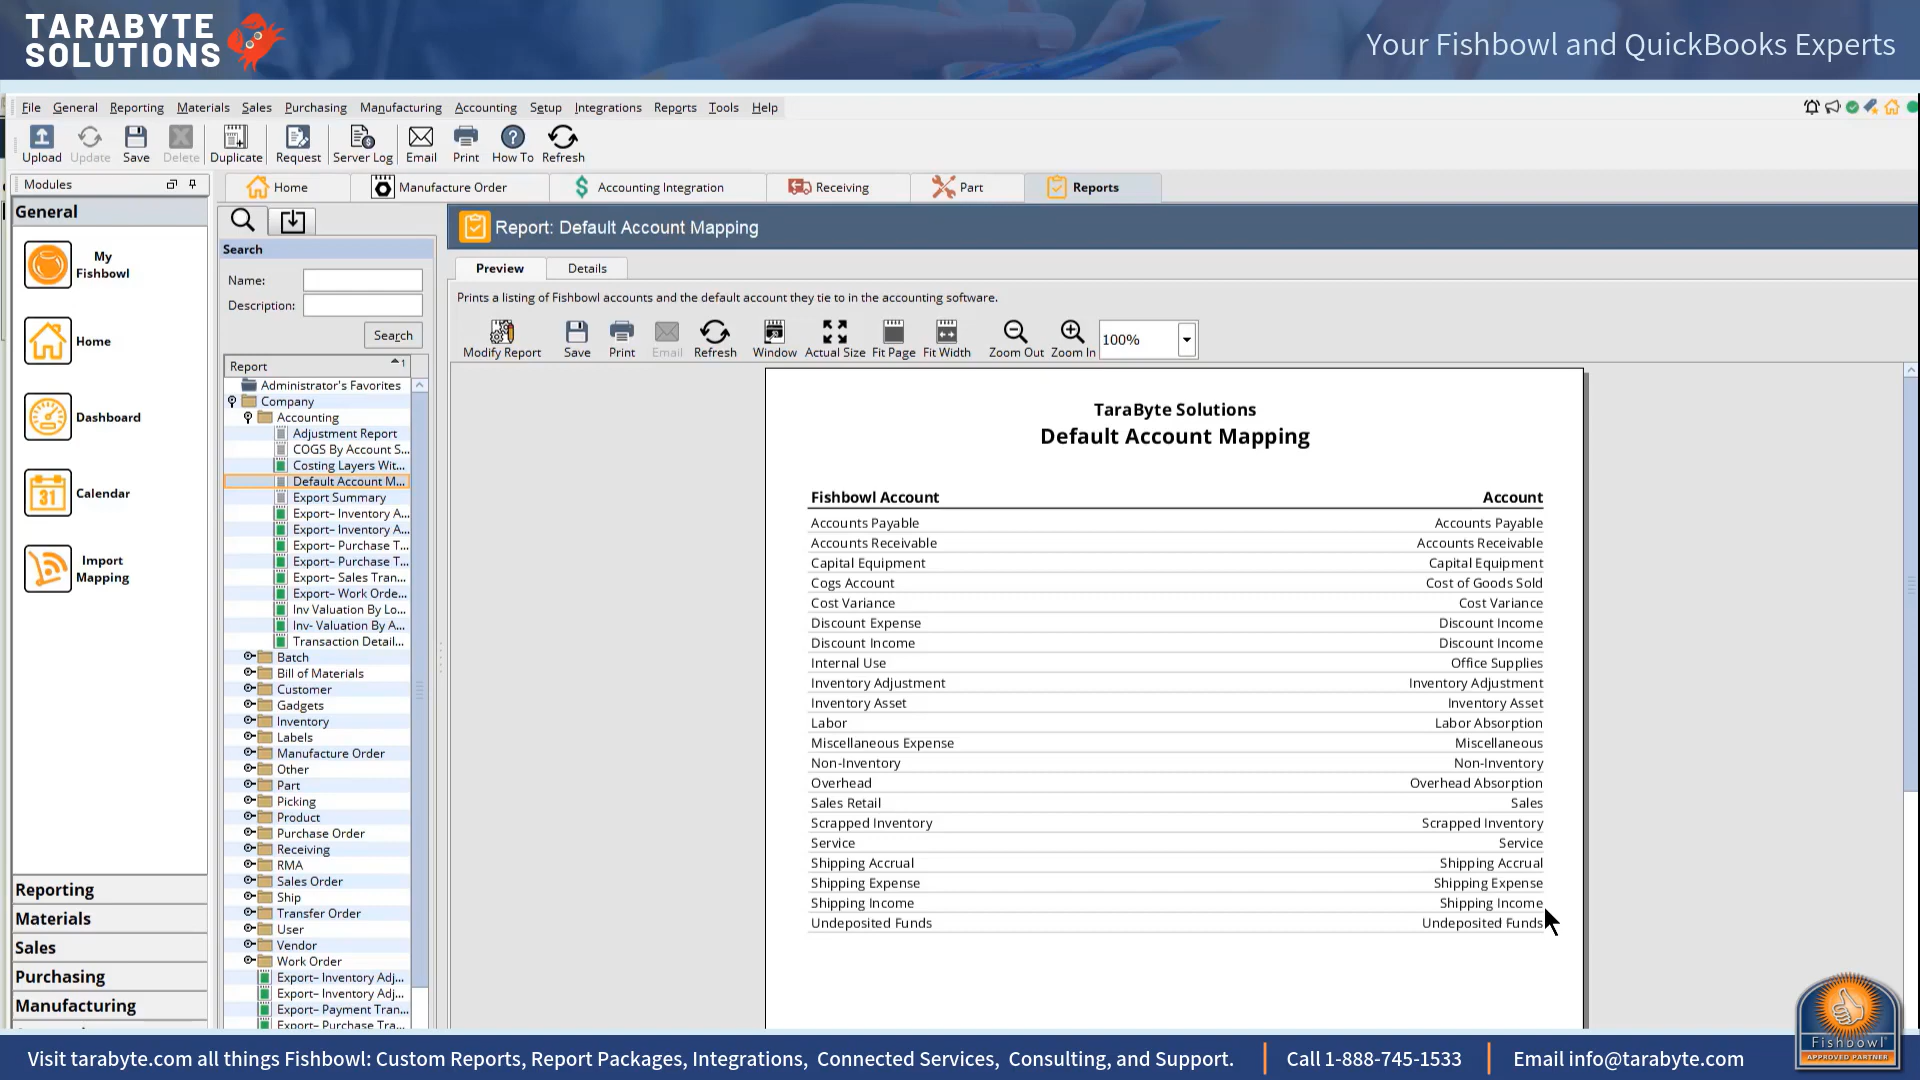 TARABYTE
SOLUTIONS
Your Fishbowl and QuickBooks Experts
File General Reporting Materials Sales Purchasing Manufacturing Accounting Setup Integrations Reports Tools Help
Upload Update Save Delete Duplicate Request Server Log Email Print How To Refresh
Modules
Home Manufacture Order Accounting Integration Receiving Part Reports
General
My
Fishbowl
Home
Dashboard
31
Calendar
Import
Mapping
Reporting
Materials
Sales
Purchasing
Manufacturing
Search
Name:
Description:
Search
Report 1
Administrator's Favorites
Company
Accounting
Adjustment Report
COGS By Account S...
Costing Layers Wit...
Default Account M...
Export Summary
Export– Inventory A...
Export– Inventory A...
Export– Purchase T...
Export– Purchase T...
Export– Sales Tran...
Export– Work Orde...
Inv Valuation By Lo...
Inv- Valuation By A...
Transaction Detail...
Batch
Bill of Materials
Customer
Gadgets
Inventory
Labels
Manufacture Order
Other
Part
Picking
Product
Purchase Order
Receiving
RMA
Sales Order
Ship
Transfer Order
User
Vendor
Work Order
Export– Inventory Adj...
Export– Inventory Adj...
Export– Payment Tran...
Export– Purchase Tra...
Report: Default Account Mapping
Preview Details
Prints a listing of Fishbowl accounts and the default account they tie to in the accounting software.
Modify Report Save Print Email Refresh Window Actual Size Fit Page Fit Width Zoom Out Zoom In 100%
TaraByte Solutions
Default Account Mapping
Fishbowl Account Account
Accounts Payable Accounts Payable
Accounts Receivable Accounts Receivable
Capital Equipment Capital Equipment
Cogs Account Cost of Goods Sold
Cost Variance Cost Variance
Discount Expense Discount Income
Discount Income Discount Income
Internal Use Office Supplies
Inventory Adjustment Inventory Adjustment
Inventory Asset Inventory Asset
Labor Labor Absorption
Miscellaneous Expense Miscellaneous
Non-Inventory Non-Inventory
Overhead Overhead Absorption
Sales Retail Sales
Scrapped Inventory Scrapped Inventory
Service Service
Shipping Accrual Shipping Accrual
Shipping Expense Shipping Expense
Shipping Income Shipping Income
Undeposited Funds Undeposited Funds
Fishbowl
APPROVED PARTNER
Visit tarabyte.com all things Fishbowl: Custom Reports, Report Packages, Integrations, Connected Services, Consulting, and Support. Call 1-888-745-1533 Email info@tarabyte.com